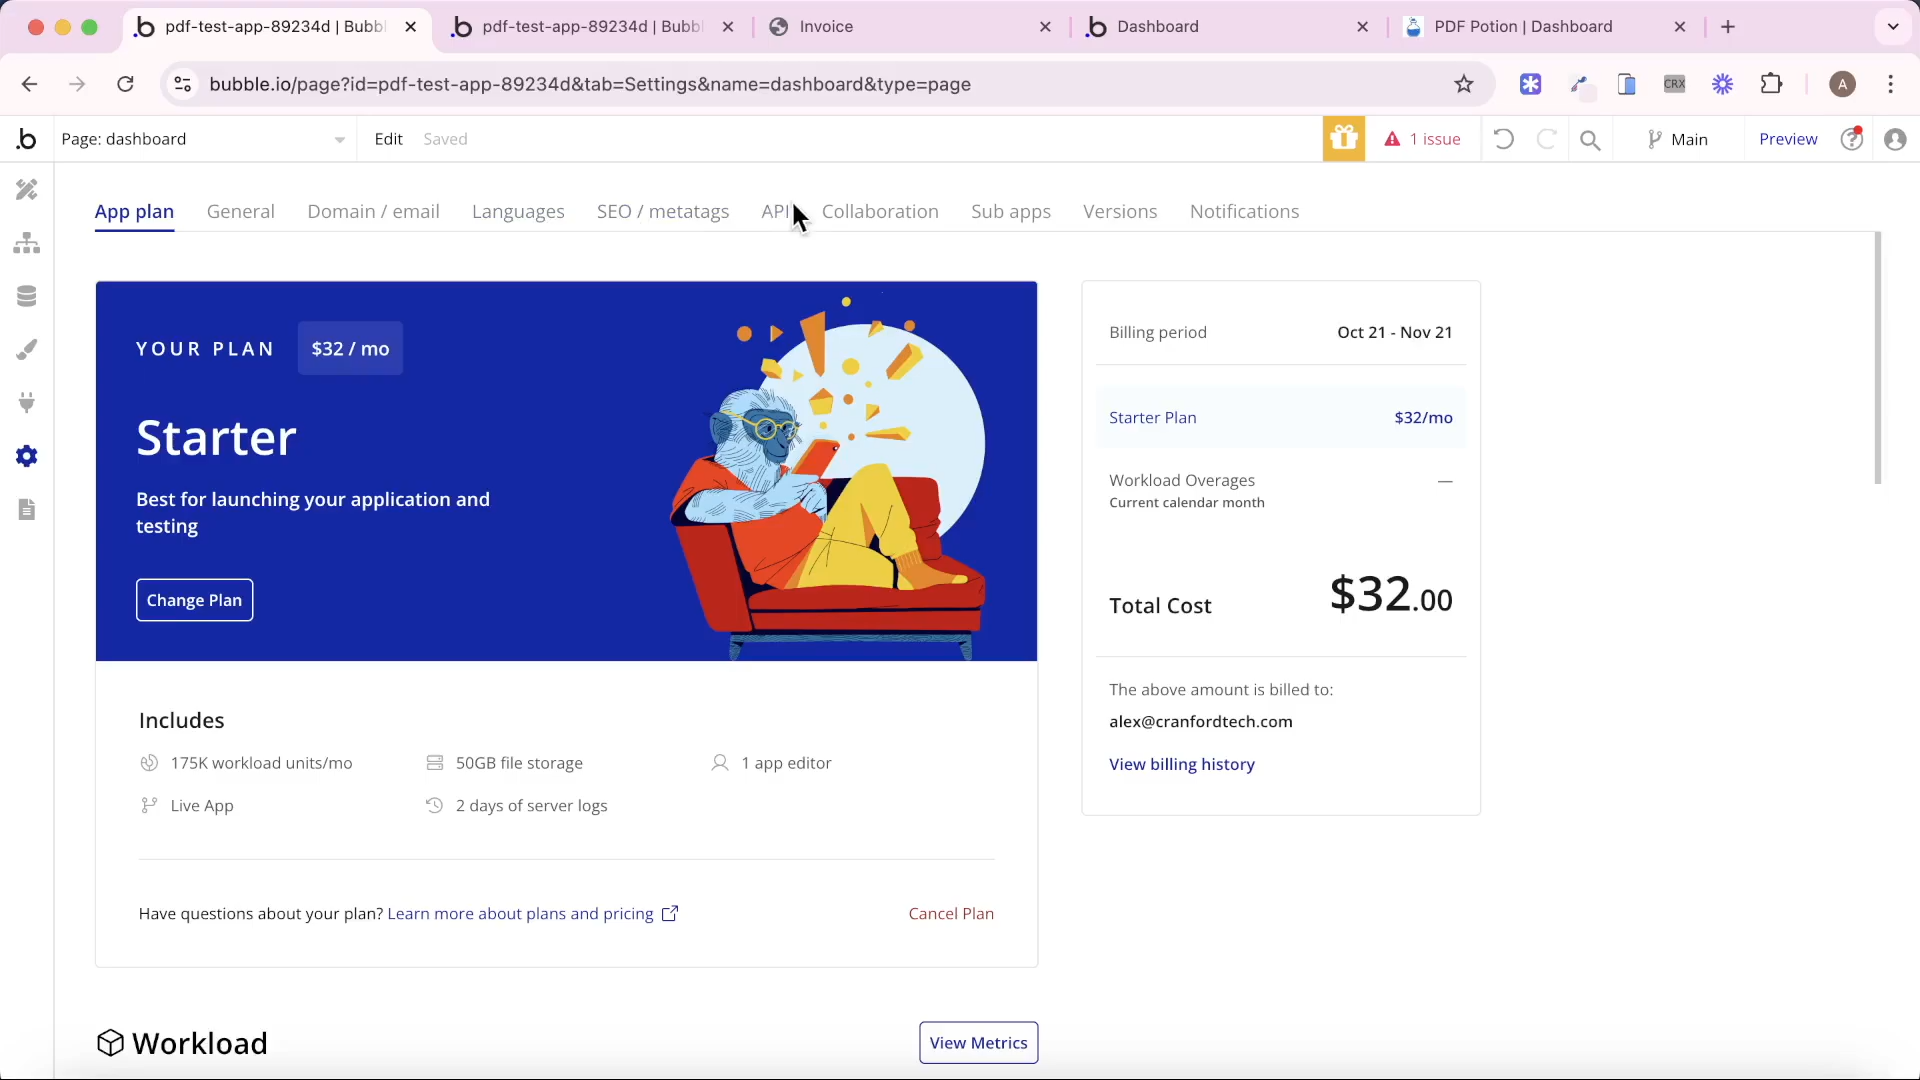 pdf-test-app-89234d | Bubbl
pdf-test-app-89234d | Bubbl
Invoice
Dashboard
PDF Potion | Dashboard
bubble.io/page?id=pdf-test-app-89234d&tab=Settings&name=dashboard&type=page
CRX
A
b
Page: dashboard
Edit
Saved
1 issue
Main
Preview
App plan
General
Domain / email
Languages
SEO / metatags
API
Collaboration
Sub apps
Versions
Notifications
YOUR PLAN
$32 / mo
Starter
Best for launching your application and
testing
Change Plan
Includes
175K workload units/mo
50GB file storage
1 app editor
Live App
2 days of server logs
Have questions about your plan? Learn more about plans and pricing
Cancel Plan
Billing period
Oct 21 - Nov 21
Starter Plan
$32/mo
Workload Overages
—
Current calendar month
Total Cost
$32.00
The above amount is billed to:
alex@cranfordtech.com
View billing history
Workload
View Metrics